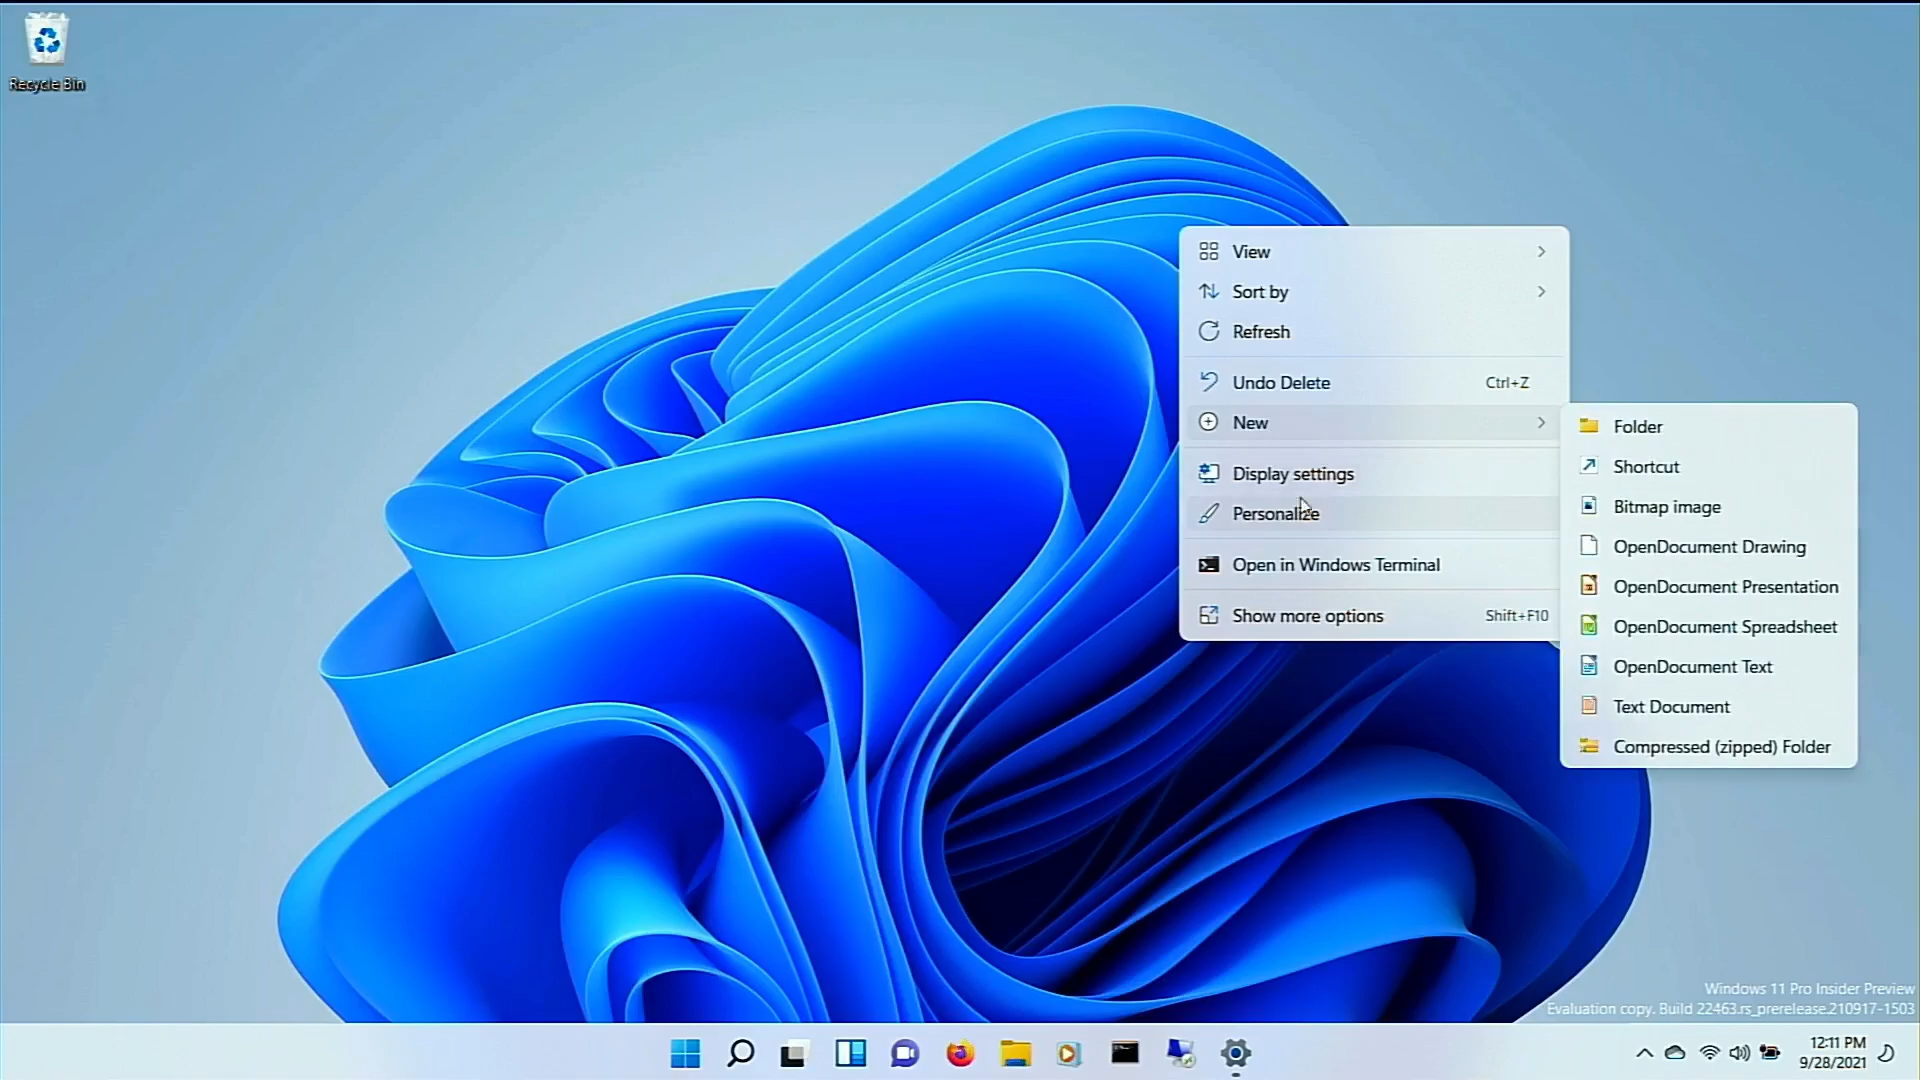 Recycle Bin
View
Sort by
Refresh
Undo Delete Ctrl+Z
New
Display settings
Personalize
Open in Windows Terminal
Show more options Shift+F10
Folder
Shortcut
Bitmap image
OpenDocument Drawing
OpenDocument Presentation
OpenDocument Spreadsheet
OpenDocument Text
Text Document
Compressed (zipped) Folder
Windows 11 Pro Insider Preview
Evaluation copy. Build 22463.rs_prerelease.210917-1503
12:11 PM
9/28/2021